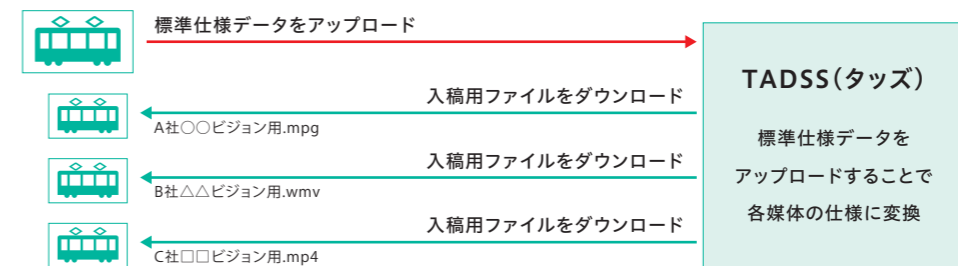 標準仕様データをアップロード
入稿用ファイルをダウンロード
A社○○ビジョン用.mpg
入稿用ファイルをダウンロード
B社△△ビジョン用.wmv
入稿用ファイルをダウンロード
C社□□ビジョン用.mp4
TADSS(タッズ)
標準仕様データを
アップロードすることで
各媒体の仕様に変換